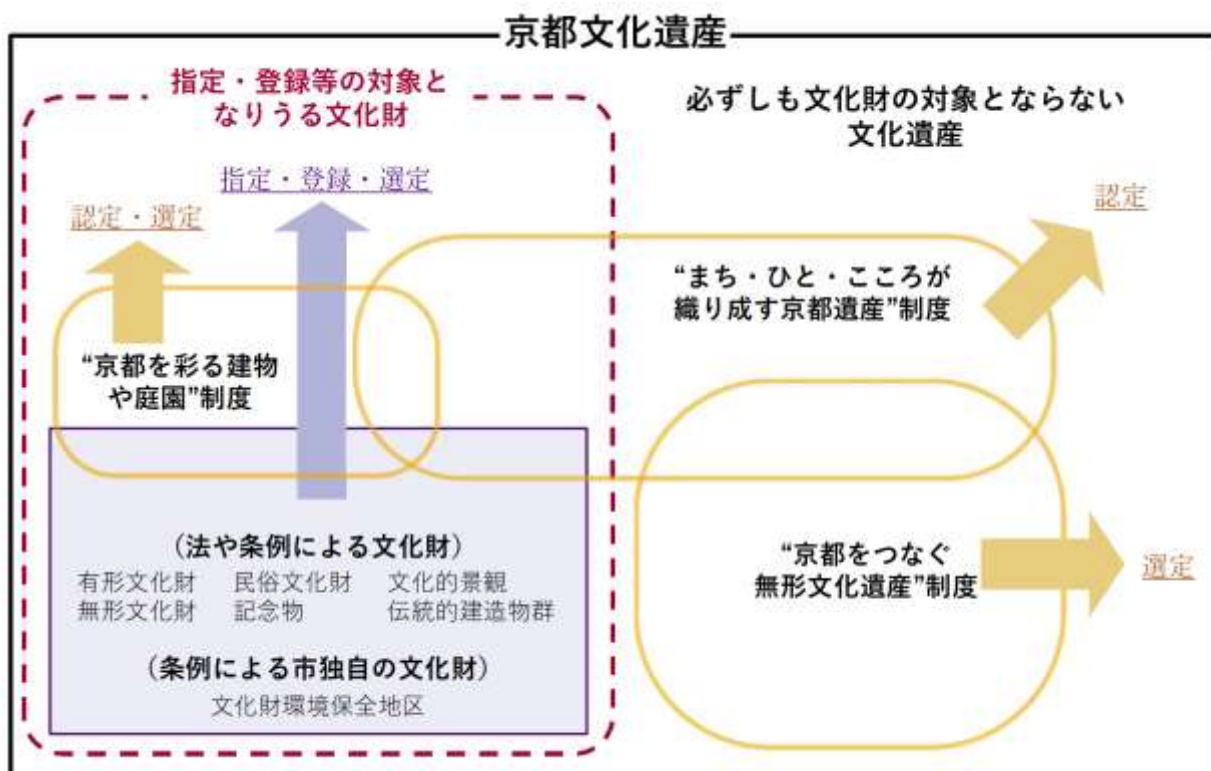 京都文化遺産
指定・登録等の対象と
なりうる文化財
必ずしも文化財の対象とならない
文化遺産
指定・登録・選定
認定・選定
認定
“まち・ひと・こころが
織り成す京都遺産”制度
“京都を彩る建物
や庭園”制度
(法や条例による文化財)
有形文化財 民俗文化財 文化的景観
無形文化財 記念物 伝統的建造物群
(条例による市独自の文化財)
文化財環境保全地区
“京都をつなぐ
無形文化遺産”制度
選定